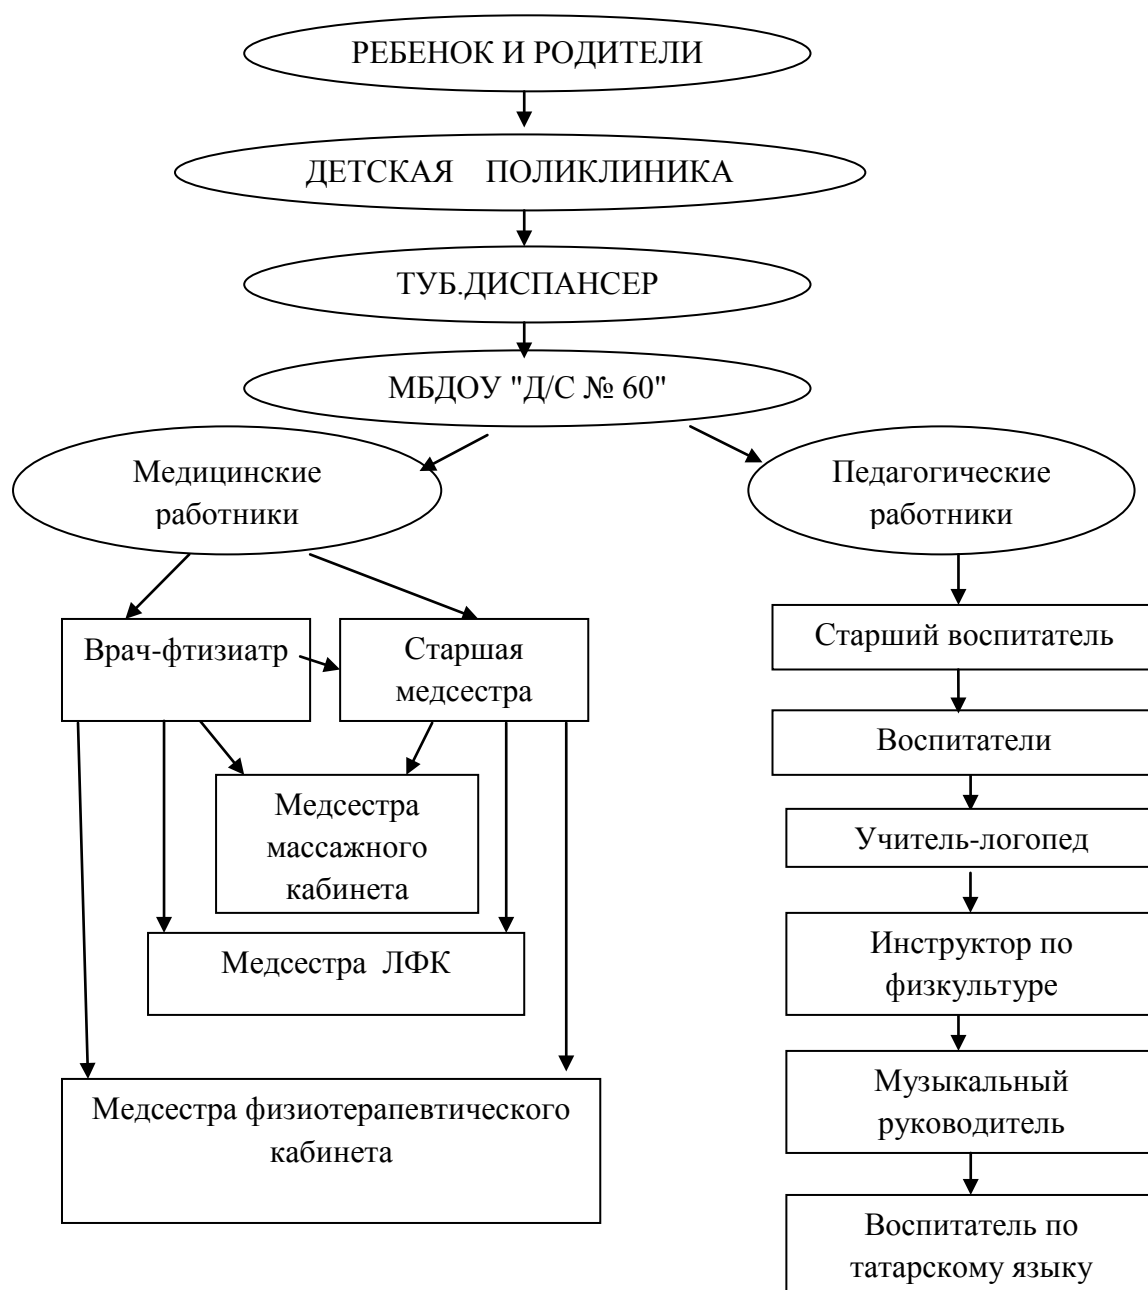 РЕБЕНОК И РОДИТЕЛИ
ДЕТСКАЯ ПОЛИКЛИНИКА
ТУБ.ДИСПАНСЕР
МБДОУ "Д/С № 60"
Медицинские
работники
Педагогические
работники
Врач-фтизиатр
Старшая
медсестра
Медсестра
массажного
кабинета
Медсестра ЛФК
Медсестра физиотерапевтического
кабинета
Старший воспитатель
Воспитатели
Учитель-логопед
Инструктор по
физкультуре
Музыкальный
руководитель
Воспитатель по
татарскому языку